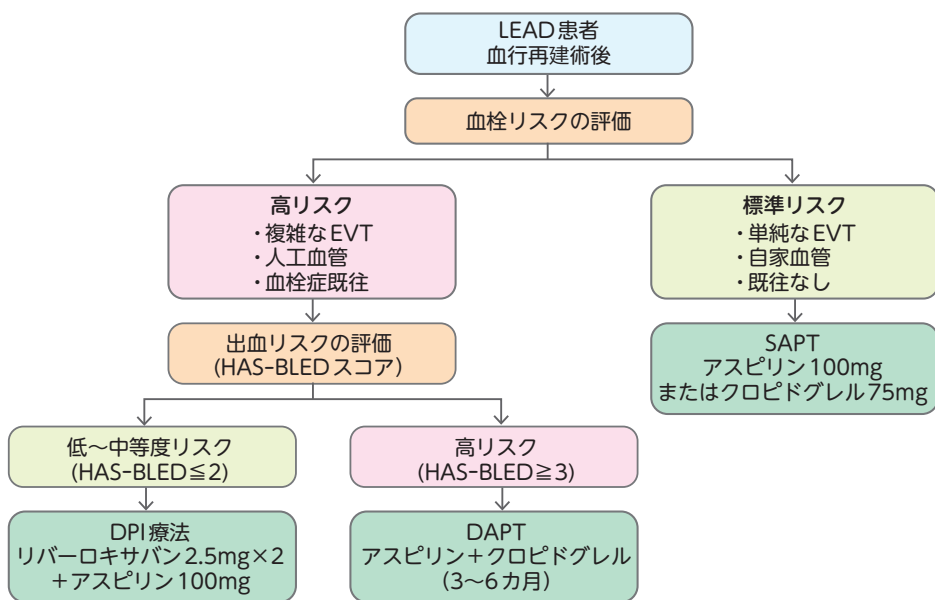 LEAD患者
血行再建術後
血栓リスクの評価
高リスク
・複雑なEVT
・人工血管
・血栓症既往
標準リスク
・単純なEVT
・自家血管
・既往なし
出血リスクの評価
(HAS-BLEDスコア)
SAPT
アスピリン100mg
またはクロピドグレル75mg
低〜中等度リスク
(HAS-BLED≦2)
高リスク
(HAS-BLED≧3)
DPI療法
リバーロキサバン2.5mg×2
＋アスピリン100mg
DAPT
アスピリン＋クロピドグレル
(3〜6カ月)